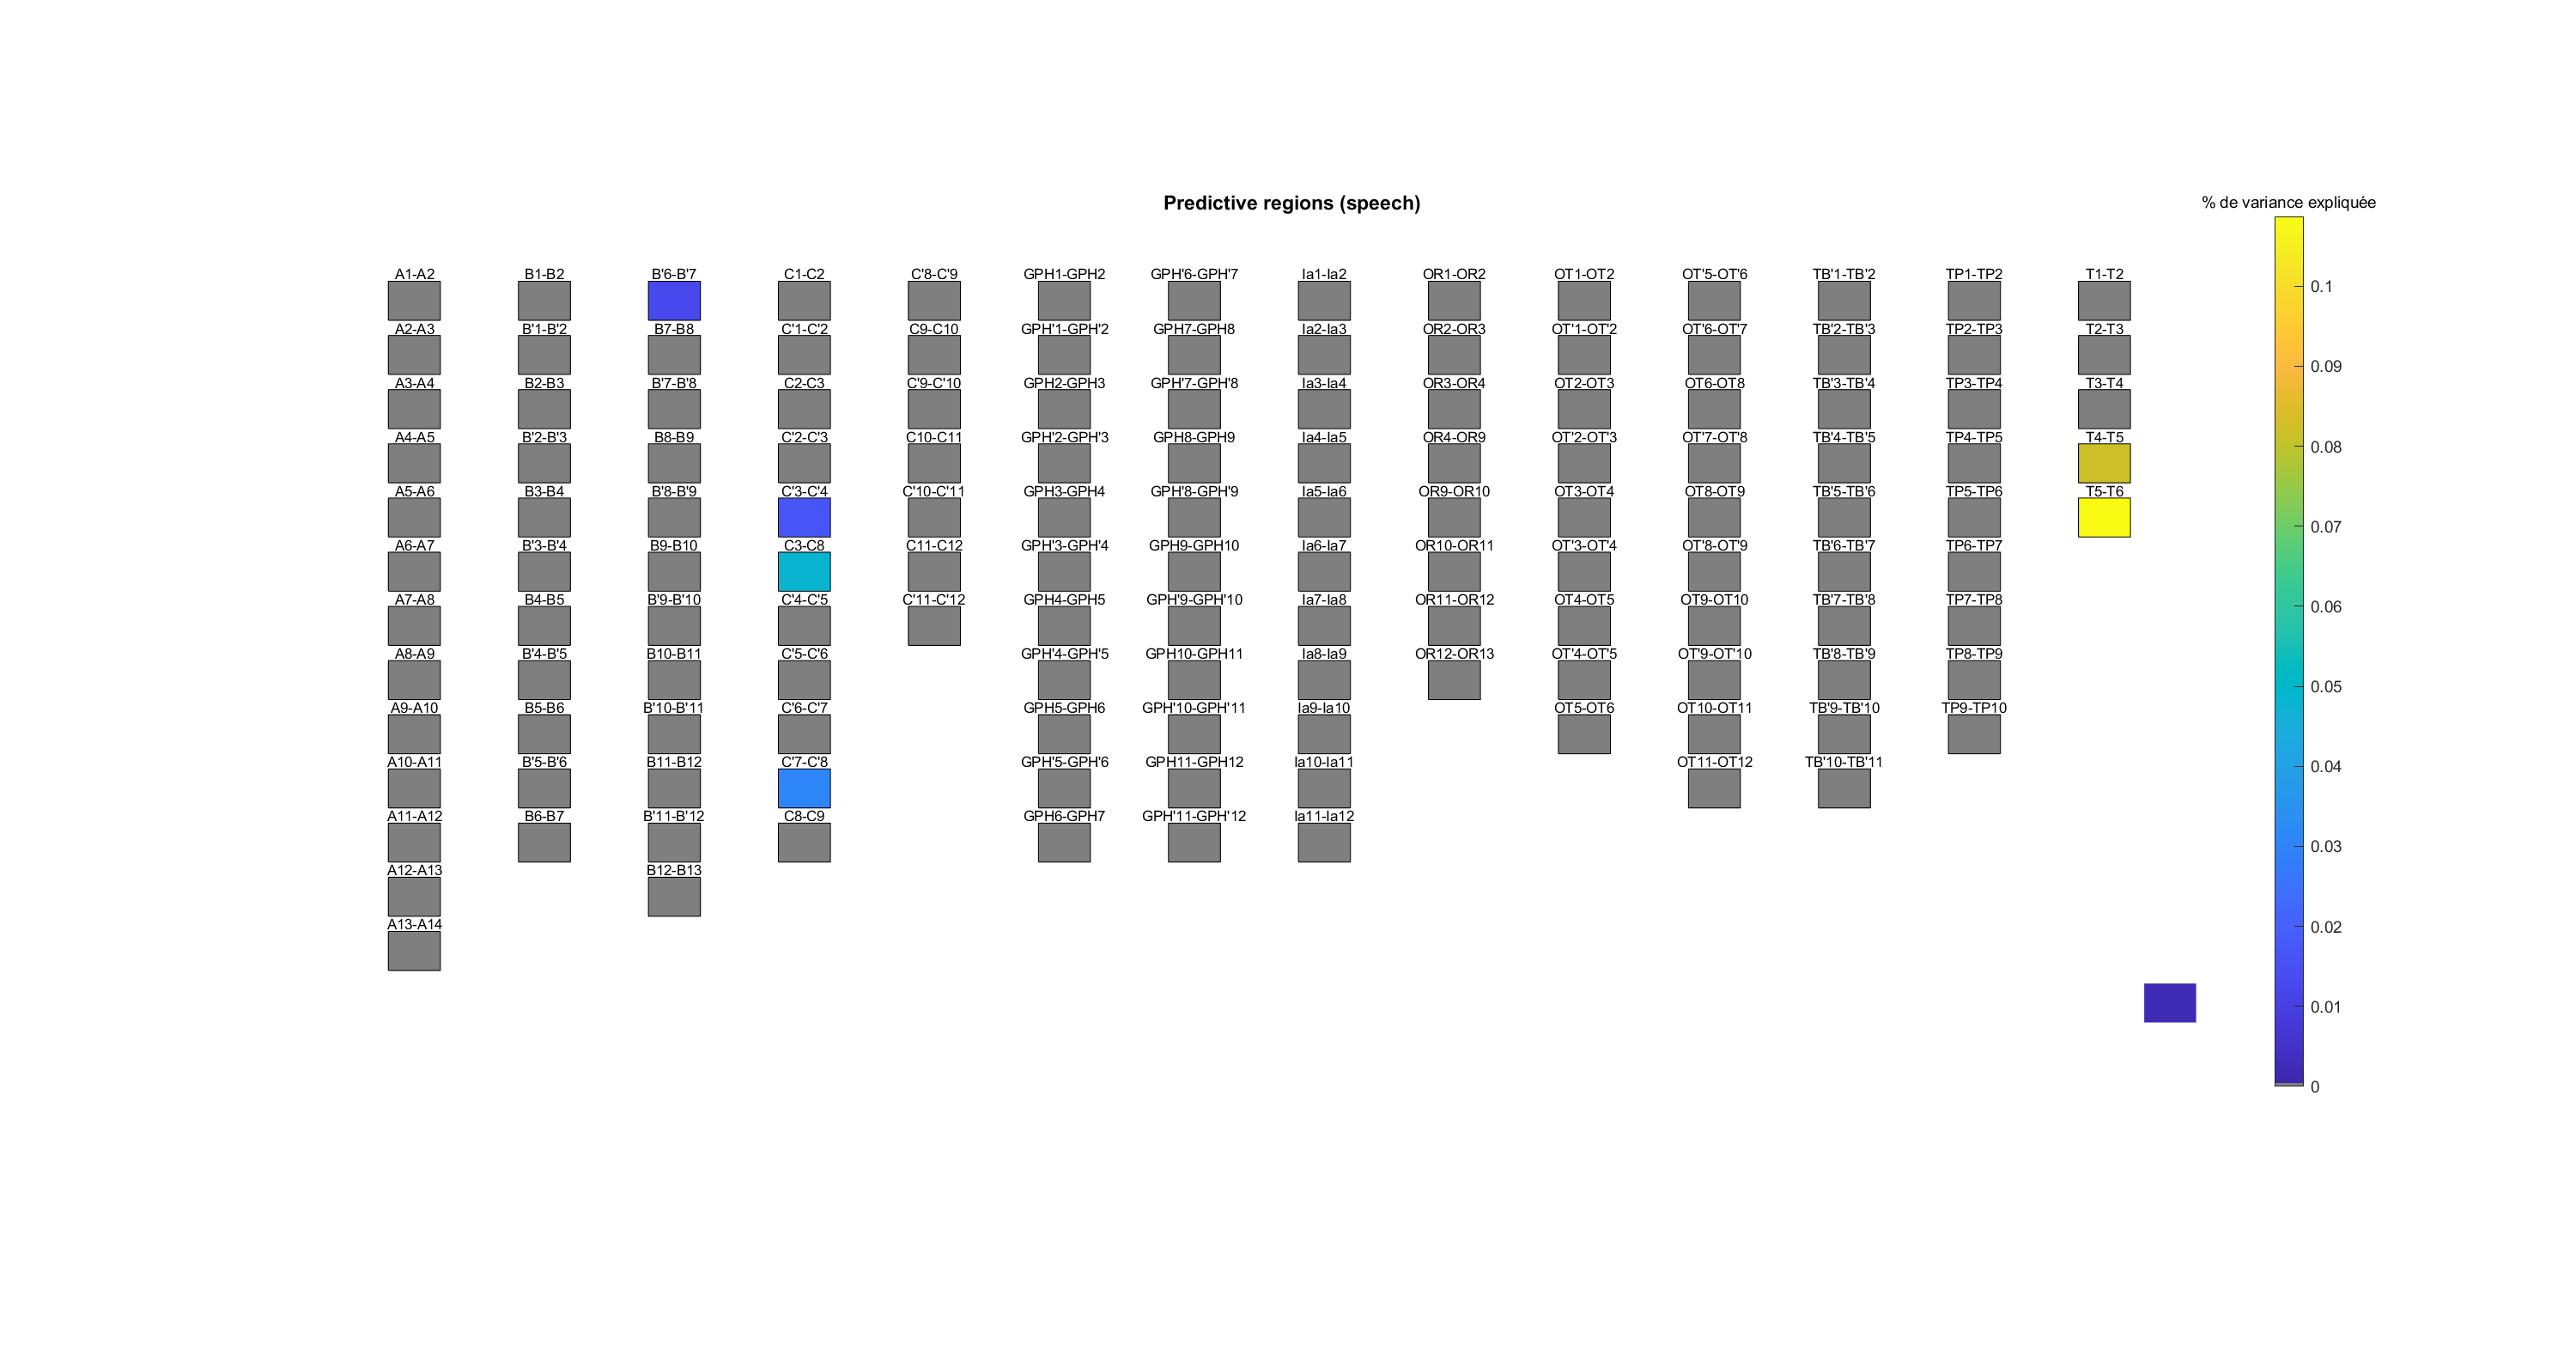 Predictive regions (speech)
% de variance expliquée
A1-A2 B1-B2 B'6-B'7 C1-C2 C'8-C'9 GPH1-GPH2 GPH'6-GPH'7 Ia1-Ia2 OR1-OR2 OT1-OT2 OT'5-OT'6 TB'1-TB'2 TP1-TP2 T1-T2
A2-A3 B'1-B'2 B7-B8 C'1-C'2 C9-C10 GPH'1-GPH'2 GPH7-GPH8 Ia2-Ia3 OR2-OR3 OT'1-OT'2 OT'6-OT'7 TB'2-TB'3 TP2-TP3 T2-T3
A3-A4 B2-B3 B'7-B'8 C2-C3 C'9-C'10 GPH2-GPH3 GPH'7-GPH'8 Ia3-Ia4 OR3-OR4 OT2-OT3 OT6-OT8 TB'3-TB'4 TP3-TP4 T3-T4
A4-A5 B'2-B'3 B8-B9 C'2-C'3 C10-C11 GPH'2-GPH'3 GPH8-GPH9 Ia4-Ia5 OR4-OR9 OT'2-OT'3 OT'7-OT'8 TB'4-TB'5 TP4-TP5 T4-T5
A5-A6 B3-B4 B'8-B'9 C'3-C'4 C'10-C'11 GPH3-GPH4 GPH'8-GPH'9 Ia5-Ia6 OR9-OR10 OT3-OT4 OT8-OT9 TB'5-TB'6 TP5-TP6 T5-T6
A6-A7 B'3-B'4 B9-B10 C3-C8 C11-C12 GPH'3-GPH'4 GPH9-GPH10 Ia6-Ia7 OR10-OR11 OT'3-OT'4 OT'8-OT'9 TB'6-TB'7 TP6-TP7
A7-A8 B4-B5 B'9-B'10 C'4-C'5 C'11-C'12 GPH4-GPH5 GPH'9-GPH'10 Ia7-Ia8 OR11-OR12 OT4-OT5 OT9-OT10 TB'7-TB'8 TP7-TP8
A8-A9 B'4-B'5 B10-B11 C'5-C'6 GPH'4-GPH'5 GPH10-GPH11 Ia8-Ia9 OR12-OR13 OT'4-OT'5 OT'9-OT'10 TB'8-TB'9 TP8-TP9
A9-A10 B5-B6 B'10-B'11 C'6-C'7 GPH5-GPH6 GPH'10-GPH'11 Ia9-Ia10 OT5-OT6 OT10-OT11 TB'9-TB'10 TP9-TP10
A10-A11 B'5-B'6 B11-B12 C'7-C'8 GPH'5-GPH'6 GPH11-GPH12 Ia10-Ia11 OT11-OT12 TB'10-TB'11
A11-A12 B6-B7 B'11-B'12 C8-C9 GPH6-GPH7 GPH'11-GPH'12 Ia11-Ia12
A12-A13 B12-B13
A13-A14
0.1
0.09
0.08
0.07
0.06
0.05
0.04
0.03
0.02
0.01
0